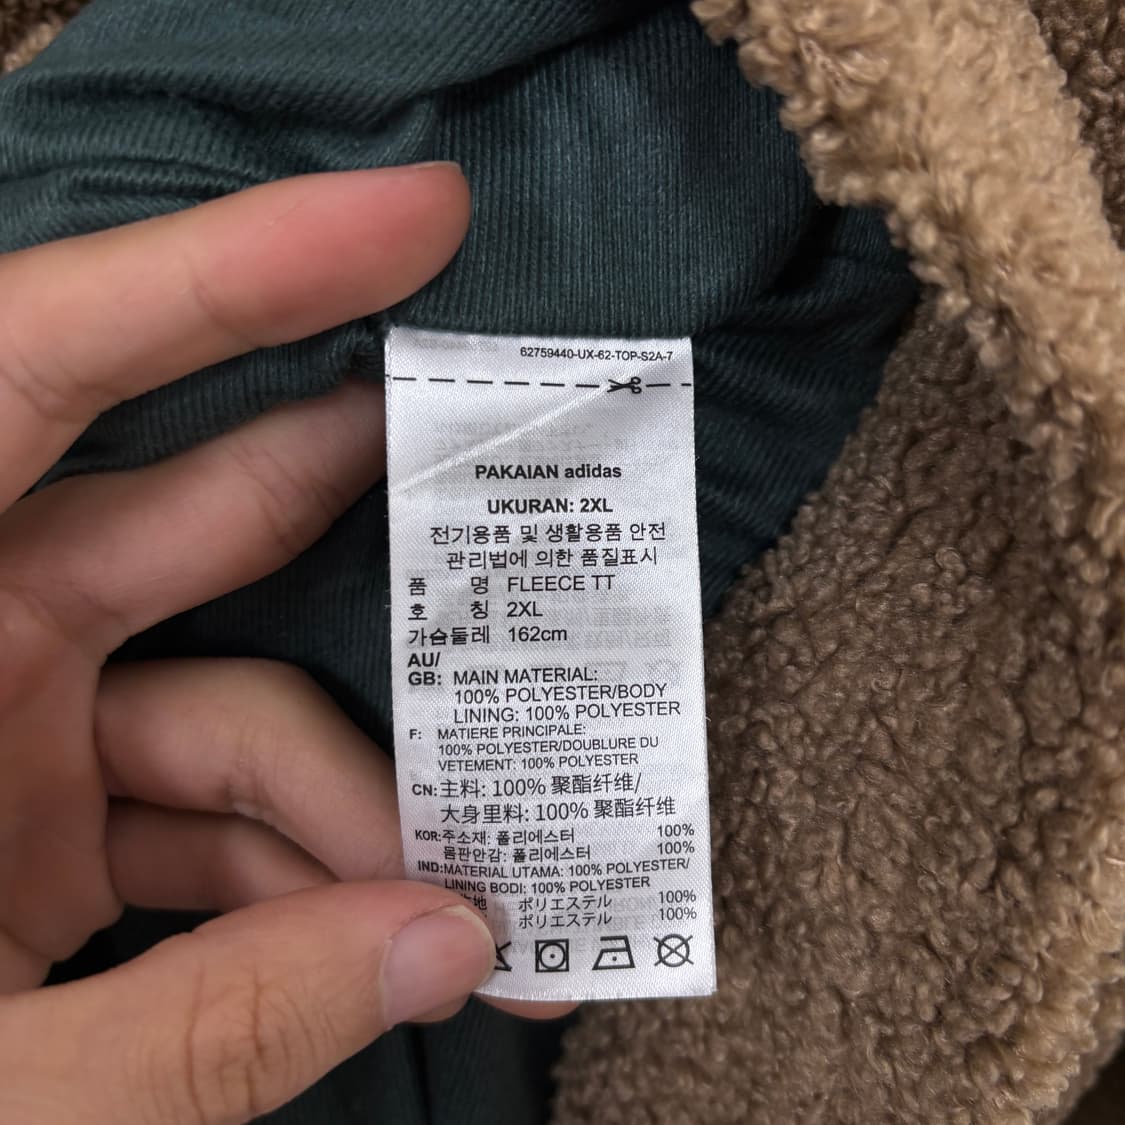 62759440-UX-62-TOP-S2A-7
PAKAIAN adidas
UKURAN: 2XL
전기용품 및 생활용품 안전
관리법에 의한 품질표시
품 명 FLEECE TT
호 칭 2XL
가슴둘레 162cm
AU/
GB: MAIN MATERIAL:
100% POLYESTER/BODY
LINING: 100% POLYESTER
F: MATIERE PRINCIPALE:
100% POLYESTER/DOUBLURE DU
VETEMENT: 100% POLYESTER
CN: 主料: 100% 聚酯纤维/
大身里料: 100% 聚酯纤维
KOR: 주소재: 폴리에스터 100%
몸판안감: 폴리에스터 100%
IND: MATERIAL UTAMA: 100% POLYESTER/
LINING BODI: 100% POLYESTER
地 ポリエステル 100%
ポリエステル 100%